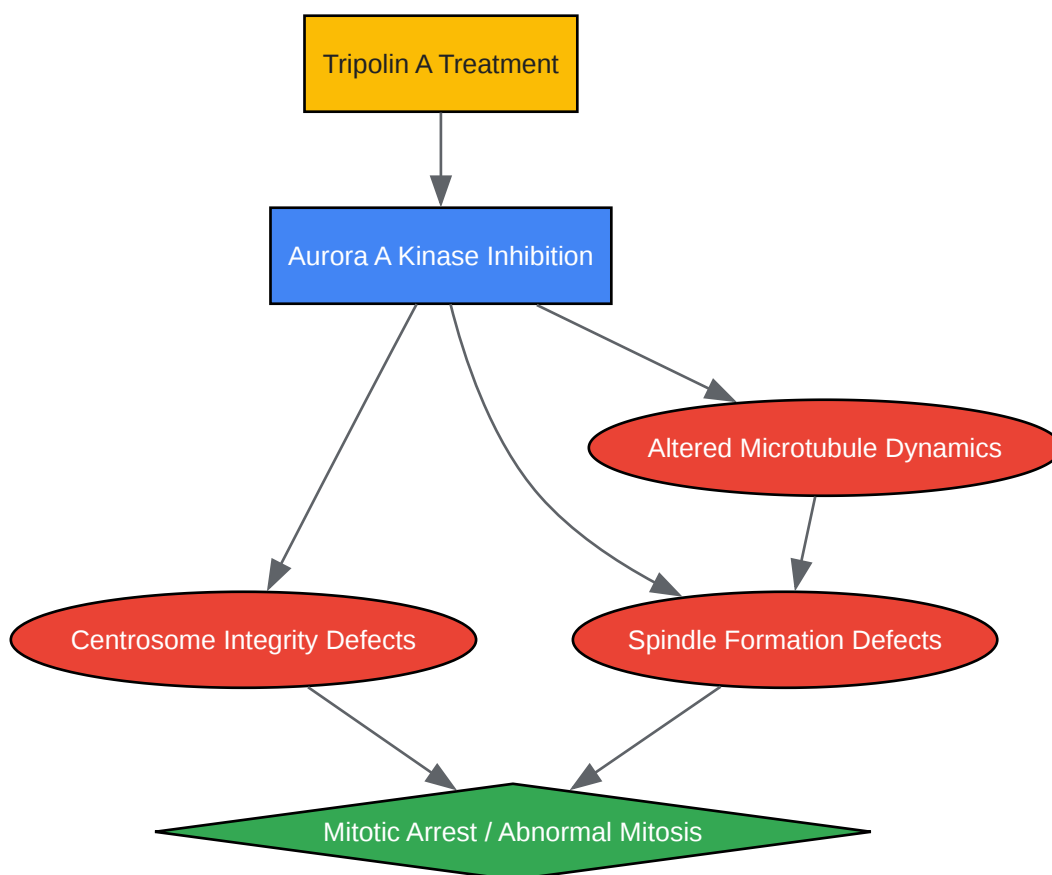 Tripolin A Treatment
Aurora A Kinase Inhibition
Altered Microtubule Dynamics
Centrosome Integrity Defects
Spindle Formation Defects
Mitotic Arrest / Abnormal Mitosis